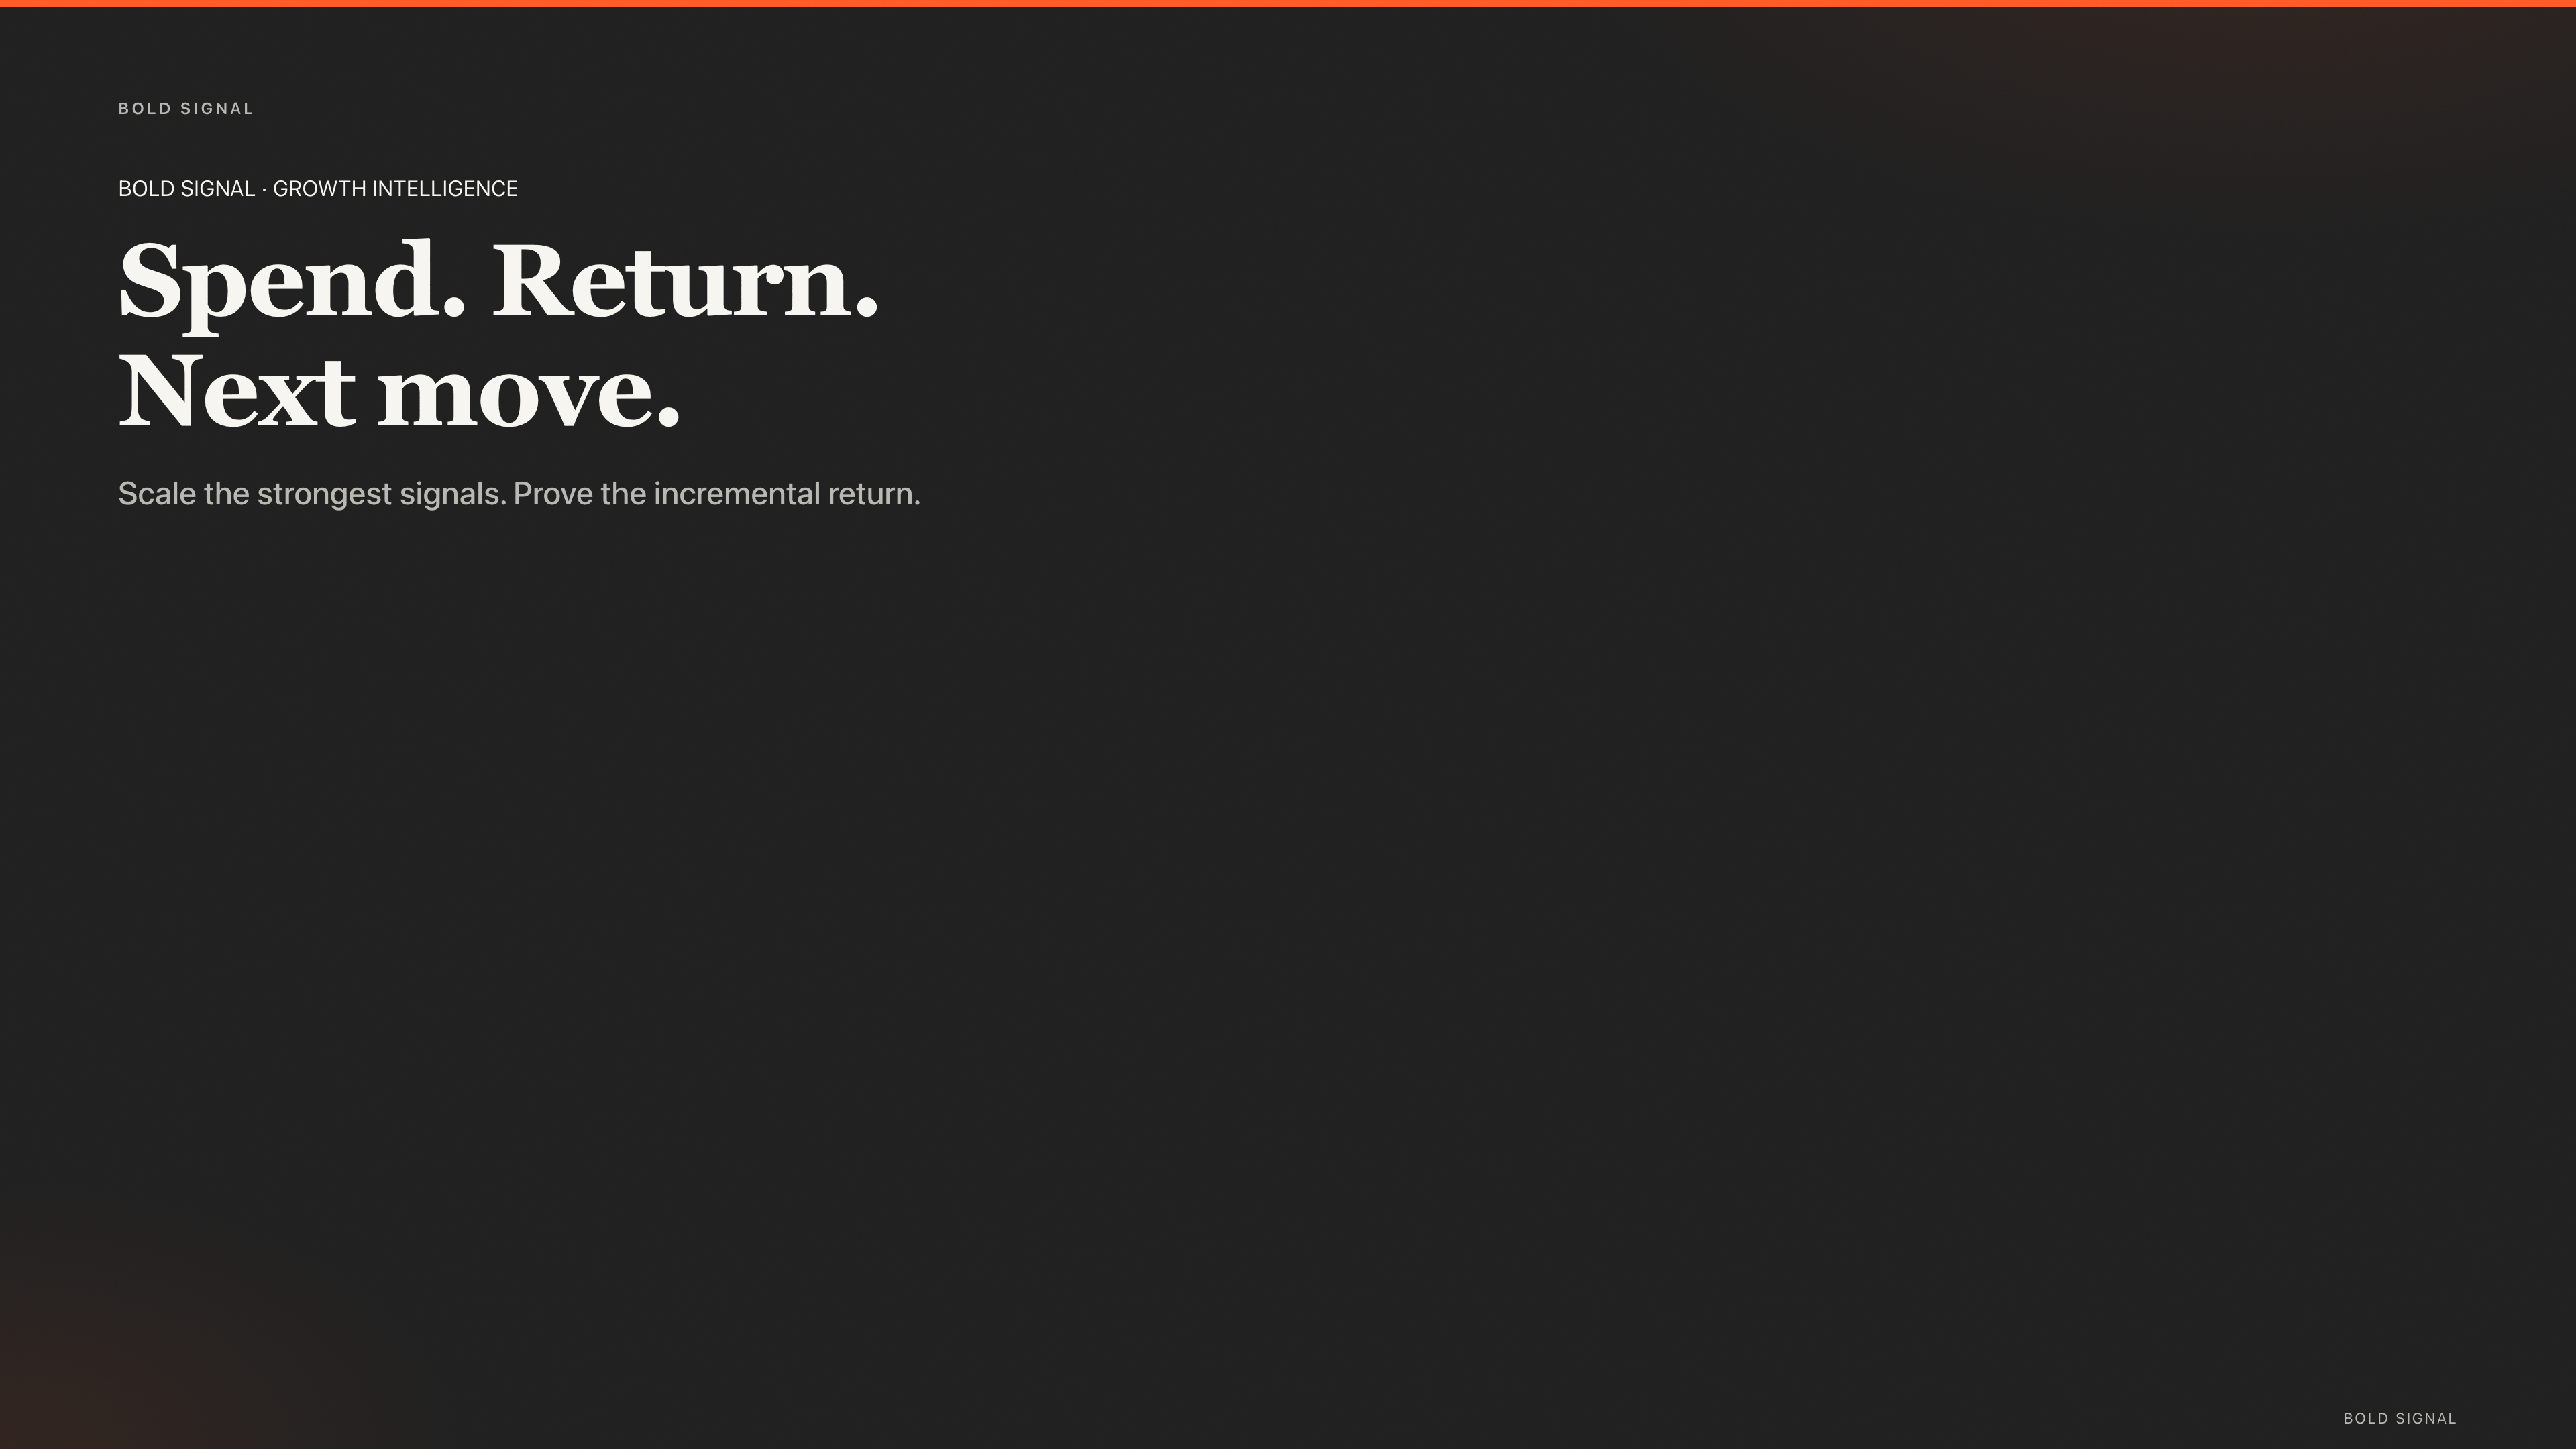 BOLD SIGNAL
BOLD SIGNAL · GROWTH INTELLIGENCE
Spend. Return.
Next move.
Scale the strongest signals. Prove the incremental return.
BOLD SIGNAL